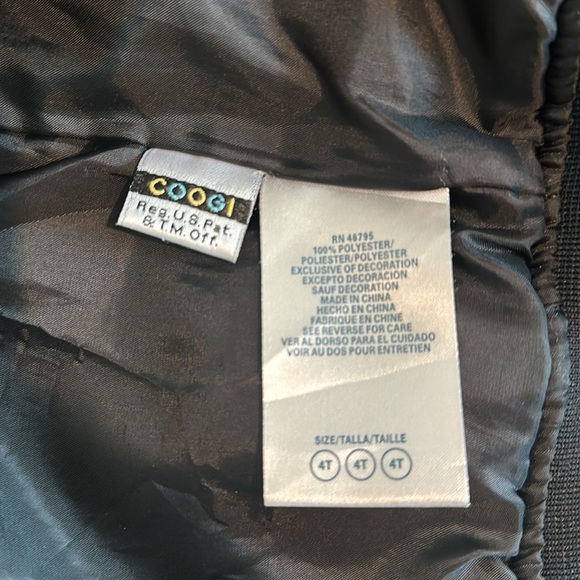 COOGI
Reg. U.S. Pat.
& T.M. Off.
RN 46795
100% POLYESTER/
POLIESTER/POLYESTER
EXCLUSIVE OF DECORATION
EXCEPTO DECORACION
SAUF DECORATION
MADE IN CHINA
HECHO EN CHINA
FABRIQUE EN CHINE
SEE REVERSE FOR CARE
VER AL DORSO PARA EL CUIDADO
VOIR AU DOS POUR ENTRETIEN
SIZE/TALLA/TAILLE
4T 4T 4T